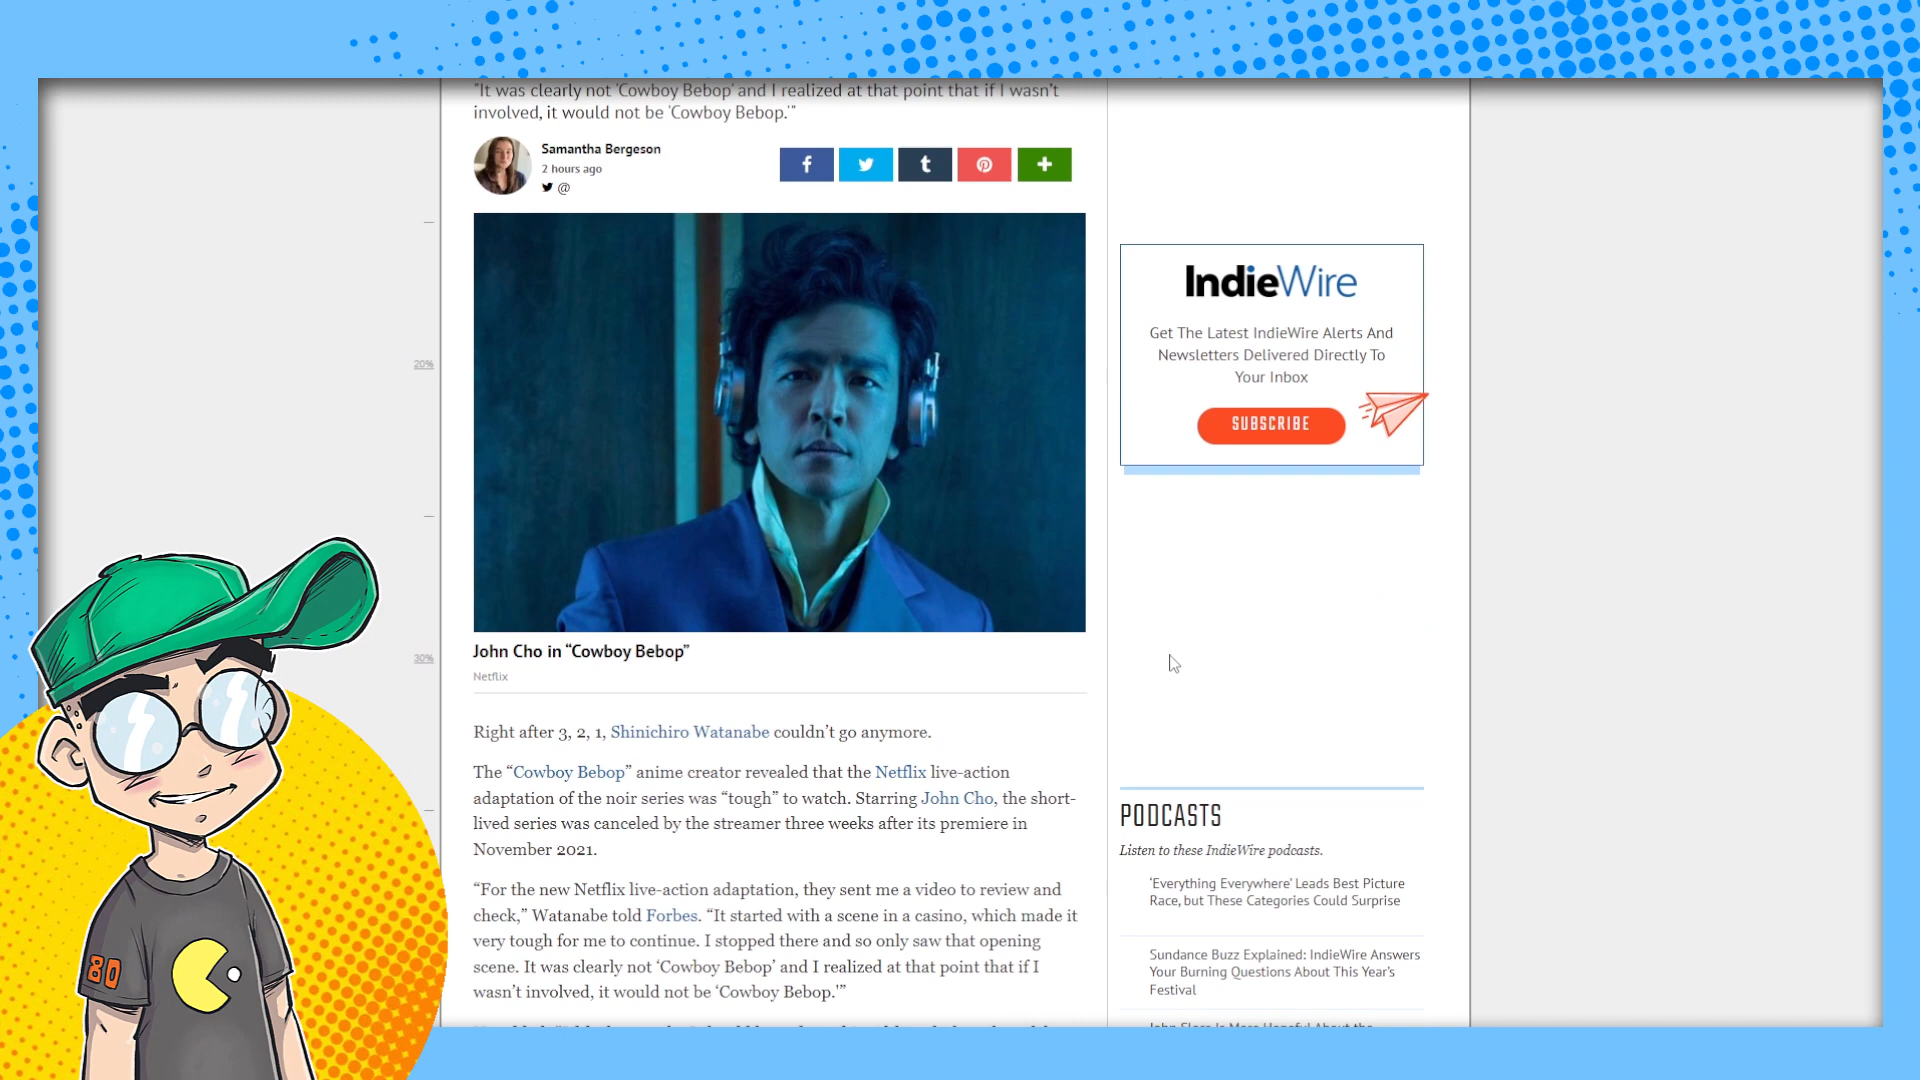 "It was clearly not 'Cowboy Bebop' and I realized at that point that if I wasn't
involved, it would not be 'Cowboy Bebop.'"
Samantha Bergeson
2 hours ago
@
f
t
+
John Cho in “Cowboy Bebop”
Netflix
Right after 3, 2, 1, Shinichiro Watanabe couldn’t go anymore.
The “Cowboy Bebop” anime creator revealed that the Netflix live-action
adaptation of the noir series was “tough” to watch. Starring John Cho, the short-
lived series was canceled by the streamer three weeks after its premiere in
November 2021.
“For the new Netflix live-action adaptation, they sent me a video to review and
check,” Watanabe told Forbes. “It started with a scene in a casino, which made it
very tough for me to continue. I stopped there and so only saw that opening
scene. It was clearly not ‘Cowboy Bebop’ and I realized at that point that if I
wasn’t involved, it would not be ‘Cowboy Bebop.’”
20%
30%
IndieWire
Get The Latest IndieWire Alerts And
Newsletters Delivered Directly To
Your Inbox
SUBSCRIBE
PODCASTS
Listen to these IndieWire podcasts.
‘Everything Everywhere’ Leads Best Picture
Race, but These Categories Could Surprise
Sundance Buzz Explained: IndieWire Answers
Your Burning Questions About This Year’s
Festival
80